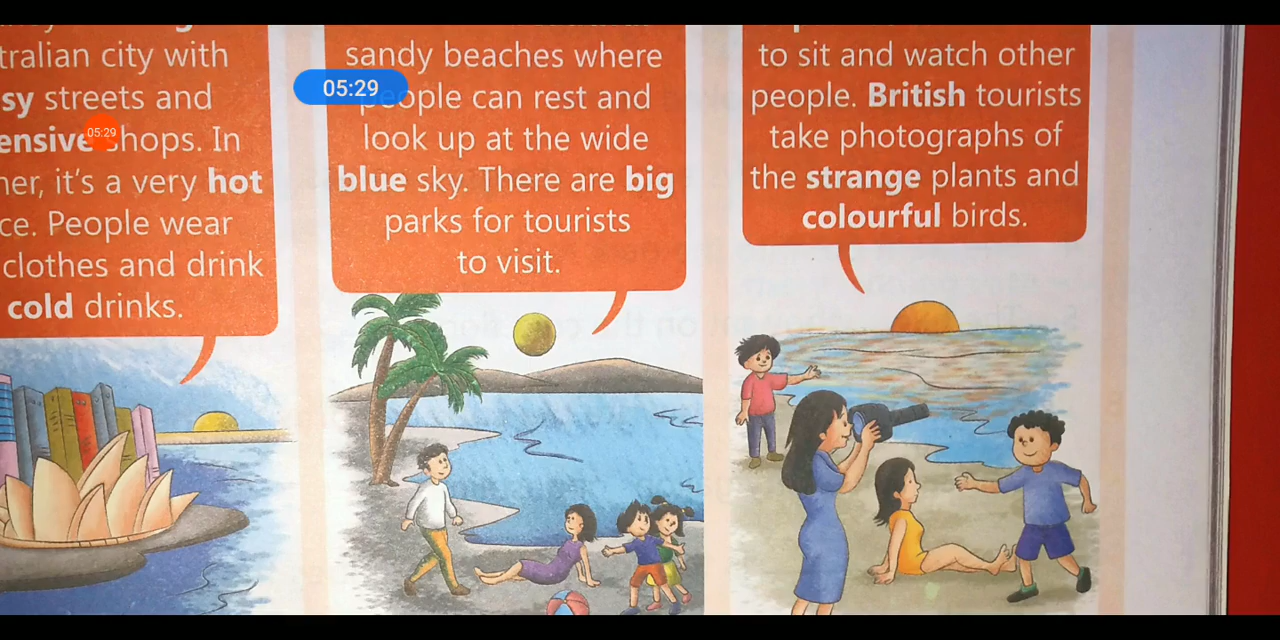 tralian city with
sy streets and
ensive shops. In
ner, it's a very hot
ce. People wear
clothes and drink
cold drinks.
05:29
sandy beaches where
05:29
people can rest and
look up at the wide
blue sky. There are big
parks for tourists
to visit.
to sit and watch other
people. British tourists
take photographs of
the strange plants and
colourful birds.